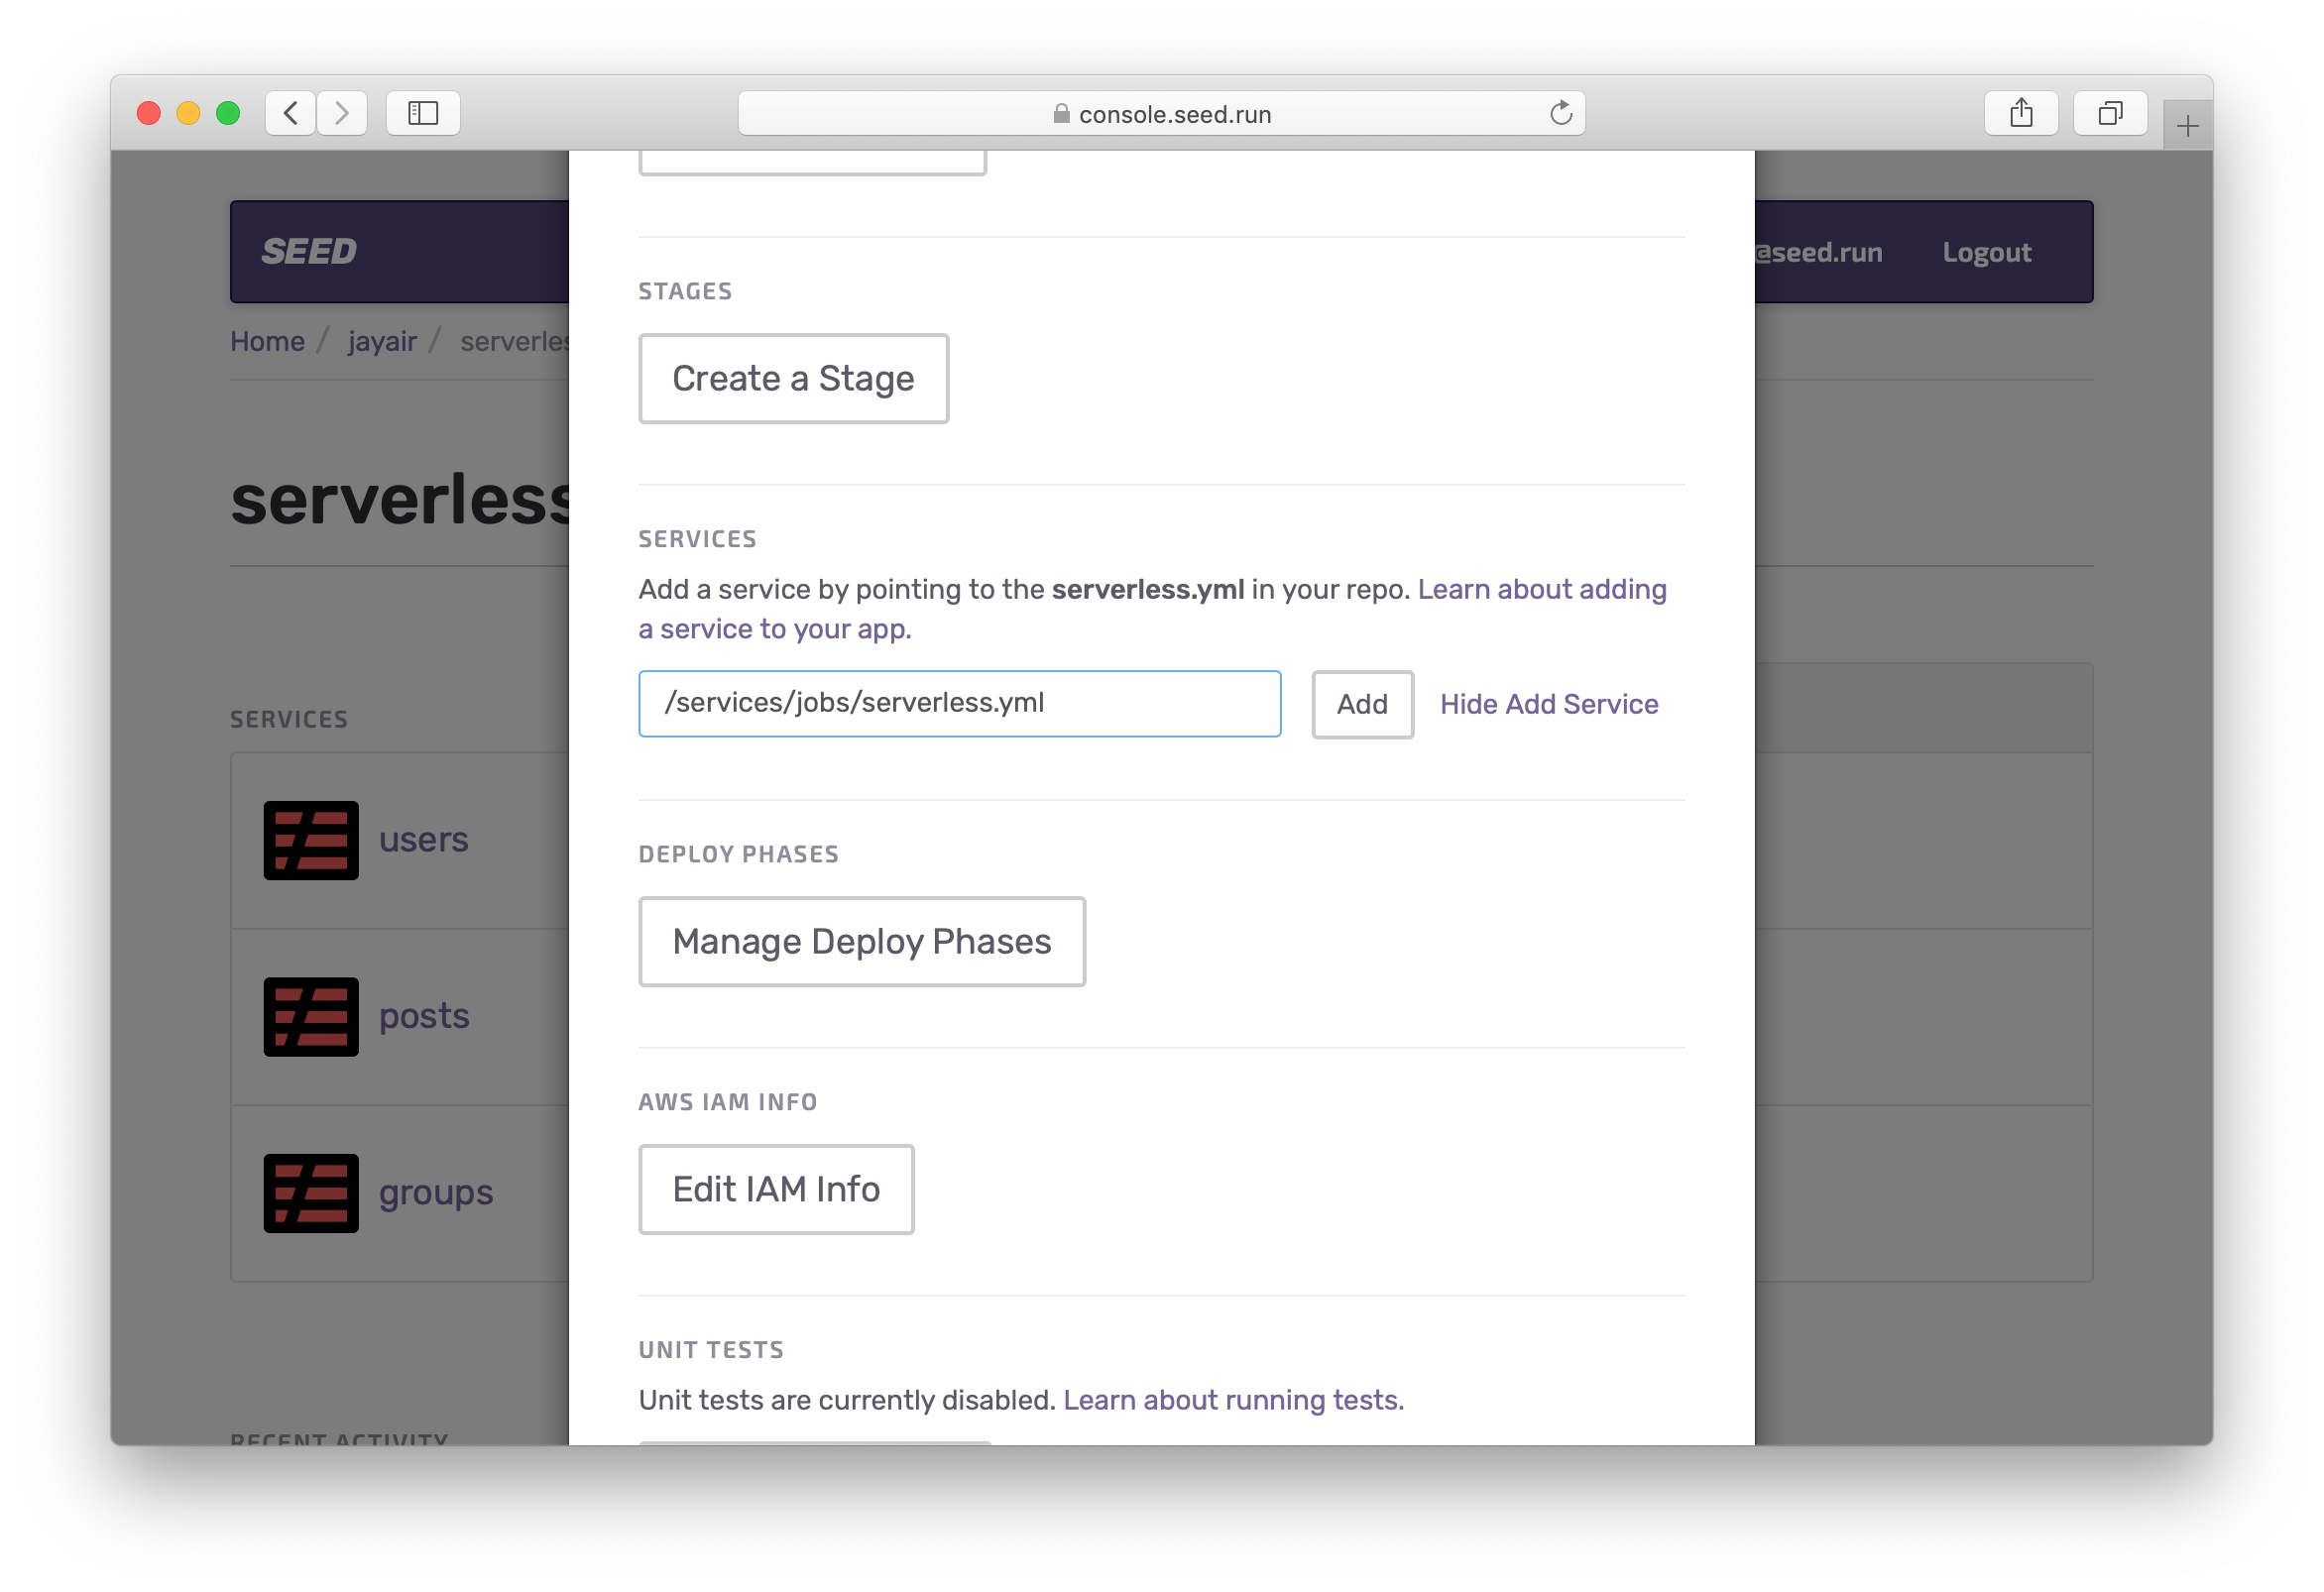 console.seed.run
SEED
@seed.run
Logout
Home / jayair /
serverless
SERVICES
users
posts
groups
RECENT ACTIVITY
STAGES
Create a Stage
SERVICES
Add a service by pointing to the serverless.yml in your repo. Learn about adding
a service to your app.
/services/jobs/serverless.yml
Add
Hide Add Service
DEPLOY PHASES
Manage Deploy Phases
AWS IAM INFO
Edit IAM Info
UNIT TESTS
Unit tests are currently disabled. Learn about running tests.